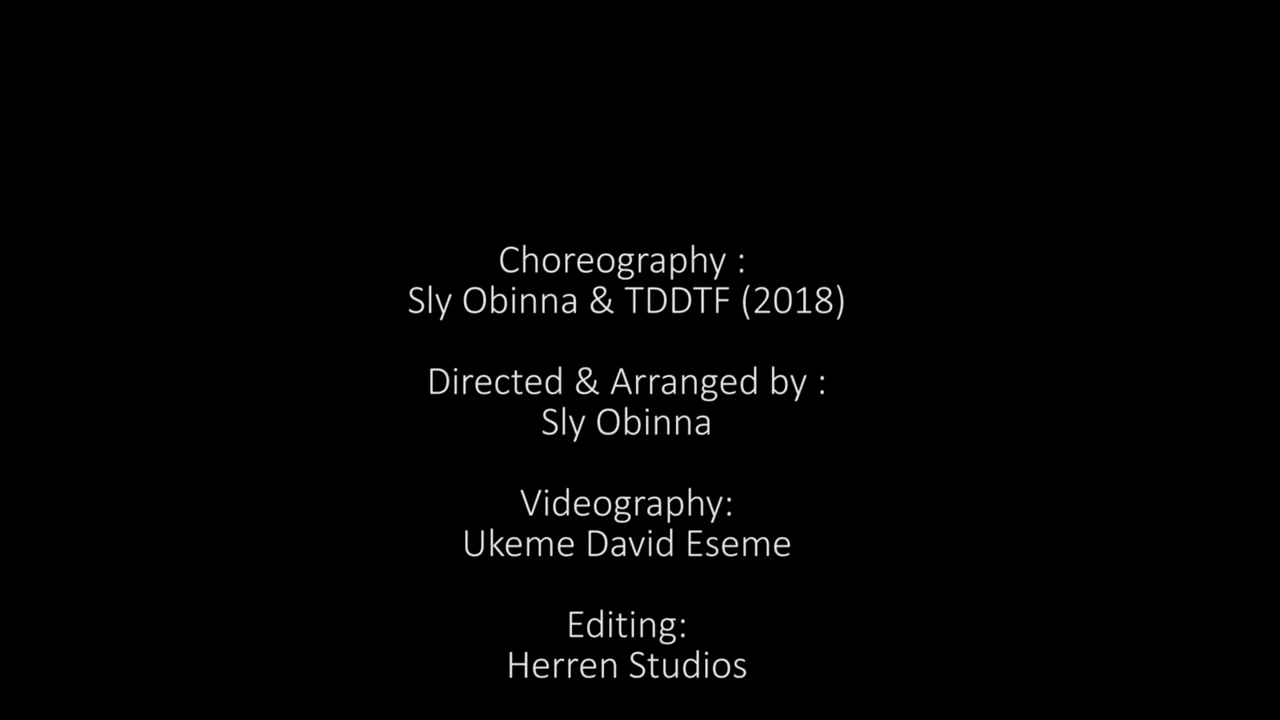 Choreography :
Sly Obinna & TDDTF (2018)
Directed & Arranged by :
Sly Obinna
Videography:
Ukeme David Eseme
Editing:
Herren Studios